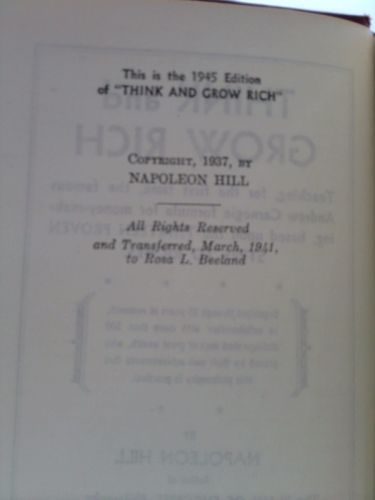 This is the 1945 Edition
of "THINK AND GROW RICH"
COPYRIGHT, 1937, BY
NAPOLEON HILL
All Rights Reserved
and Transferred, March, 1941,
to Rosa L. Beeland